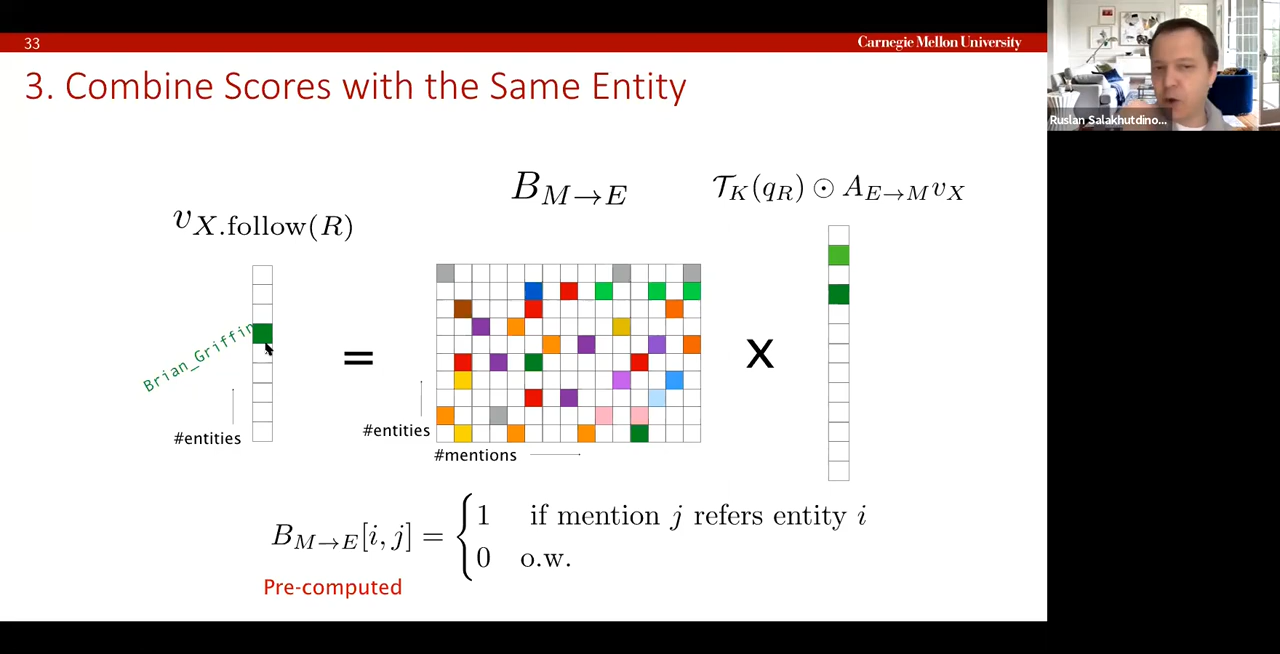 33
Carnegie Mellon University
Ruslan Salakhutdino...
3. Combine Scores with the Same Entity
v_X.follow(R)
B_{M→E}
𝒯_K(q_R) ⊙ A_{E→M}v_X
Brian_Griffin
=
x
#entities
#entities
#mentions
B_{M→E}[i, j] = { 1 if mention j refers entity i
0 o.w.
Pre-computed